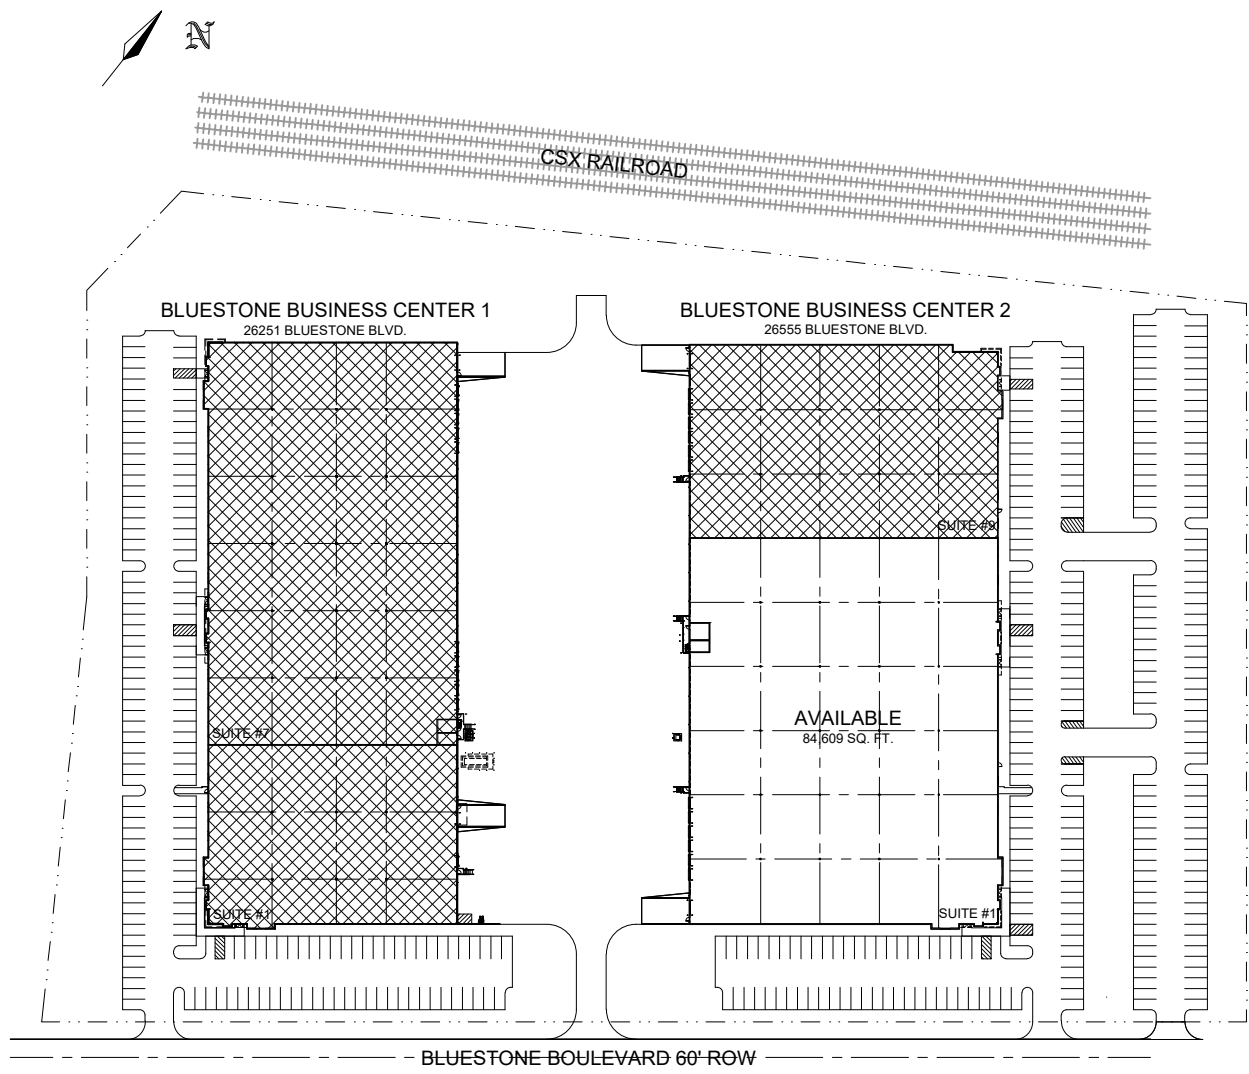 N
CSX RAILROAD
BLUESTONE BUSINESS CENTER 1
26251 BLUESTONE BLVD.
BLUESTONE BUSINESS CENTER 2
26555 BLUESTONE BLVD.
SUITE #9
SUITE #7
AVAILABLE
84,609 SQ. FT.
SUITE #1
SUITE #1
BLUESTONE BOULEVARD 60' ROW